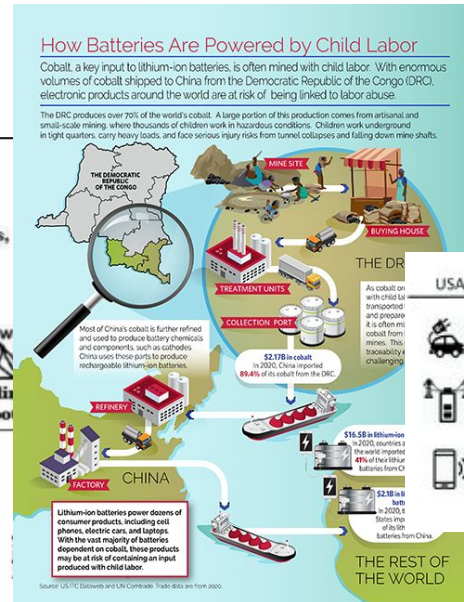 How Batteries Are Powered by Child Labor
Cobalt, a key input to lithium-ion batteries, is often mined with child labor. With enormous
volumes of cobalt shipped to China from the Democratic Republic of the Congo (DRC),
electronic products around the world are at risk of being linked to labor abuse.
The DRC produces over 70% of the world's cobalt. A large portion of this production comes from artisanal and
small-scale mining, where thousands of children work in hazardous conditions. Children work underground
in tight quarters, carry heavy loads, and face serious injury risks from tunnel collapses and falling down mine shafts.
THE DEMOCRATIC
REPUBLIC
OF THE CONGO
MINE SITE
BUYING HOUSE
THE DR
TREATMENT UNITS
COLLECTION PORT
As cobalt or
with child la
transported
and prepare
it is often mi
cobalt from
mines. This
traceability
challenging
USA
Most of China's cobalt is further refined
and used to produce battery chemicals
and components, such as cathodes.
China uses these parts to produce
rechargeable lithium-ion batteries.
$2.17B in cobalt
In 2020, China imported
89.4% of its cobalt from the DRC.
REFINERY
FACTORY
CHINA
$16.5B in lithium-ion
In 2020, countries a
the world imported
41% of their lithiu
batteries from Ch
$2.1B in li
batt
In 2020, t
States imp
of its lith
batteries from China.
Lithium-ion batteries power dozens of
consumer products, including cell
phones, electric cars, and laptops.
With the vast majority of batteries
dependent on cobalt, these products
may be at risk of containing an input
produced with child labor.
THE REST OF
THE WORLD
Source: US ITC Dataweb and UN Comtrade. Trade data are from 2020.